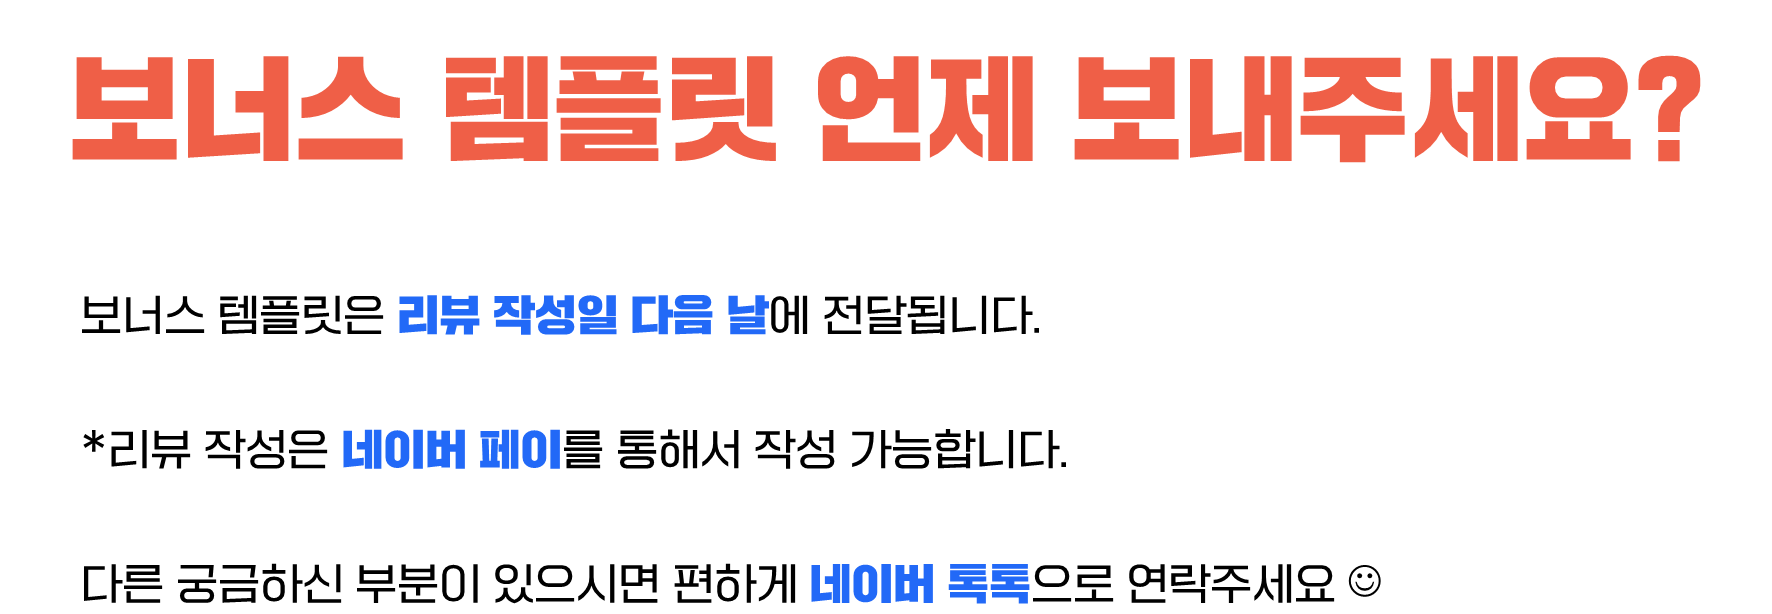 보너스 템플릿 언제 보내주세요?
보너스 템플릿은 리뷰 작성일 다음 날에 전달됩니다.
*리뷰 작성은 네이버 페이를 통해서 작성 가능합니다.
다른 궁금하신 부분이 있으시면 편하게 네이버 톡톡으로 연락주세요 ☺